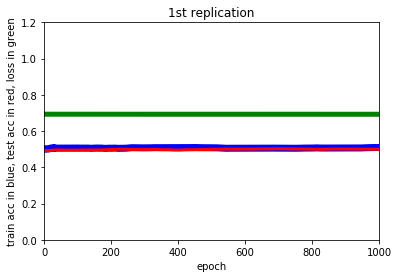 1st replication
train acc in blue, test acc in red, loss in green
1.2
1.0
0.8
0.6
0.4
0.2
0.0
0 200 400 600 800 1000
epoch